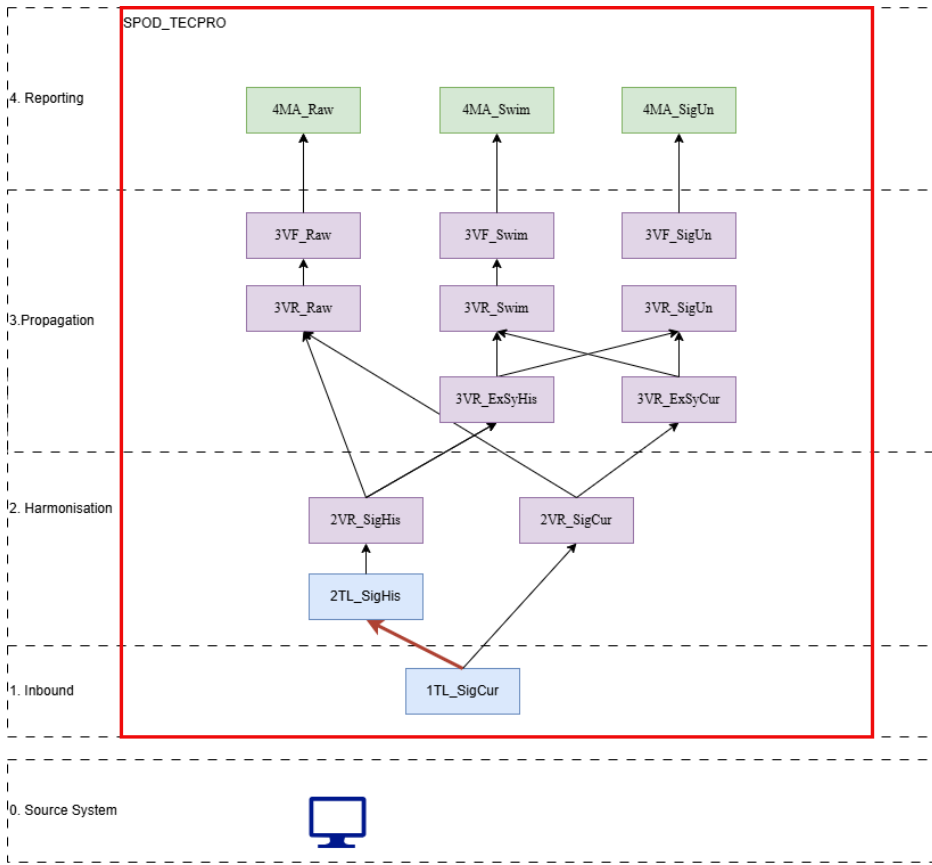 SPOD_TECPRO
4. Reporting
4MA_Raw
4MA_Swim
4MA_SigUn
3VF_Raw
3VF_Swim
3VF_SigUn
3.Propagation
3VR_Raw
3VR_Swim
3VR_SigUn
3VR_ExSyHis
3VR_ExSyCur
2. Harmonisation
2VR_SigHis
2VR_SigCur
2TL_SigHis
1. Inbound
1TL_SigCur
0. Source System